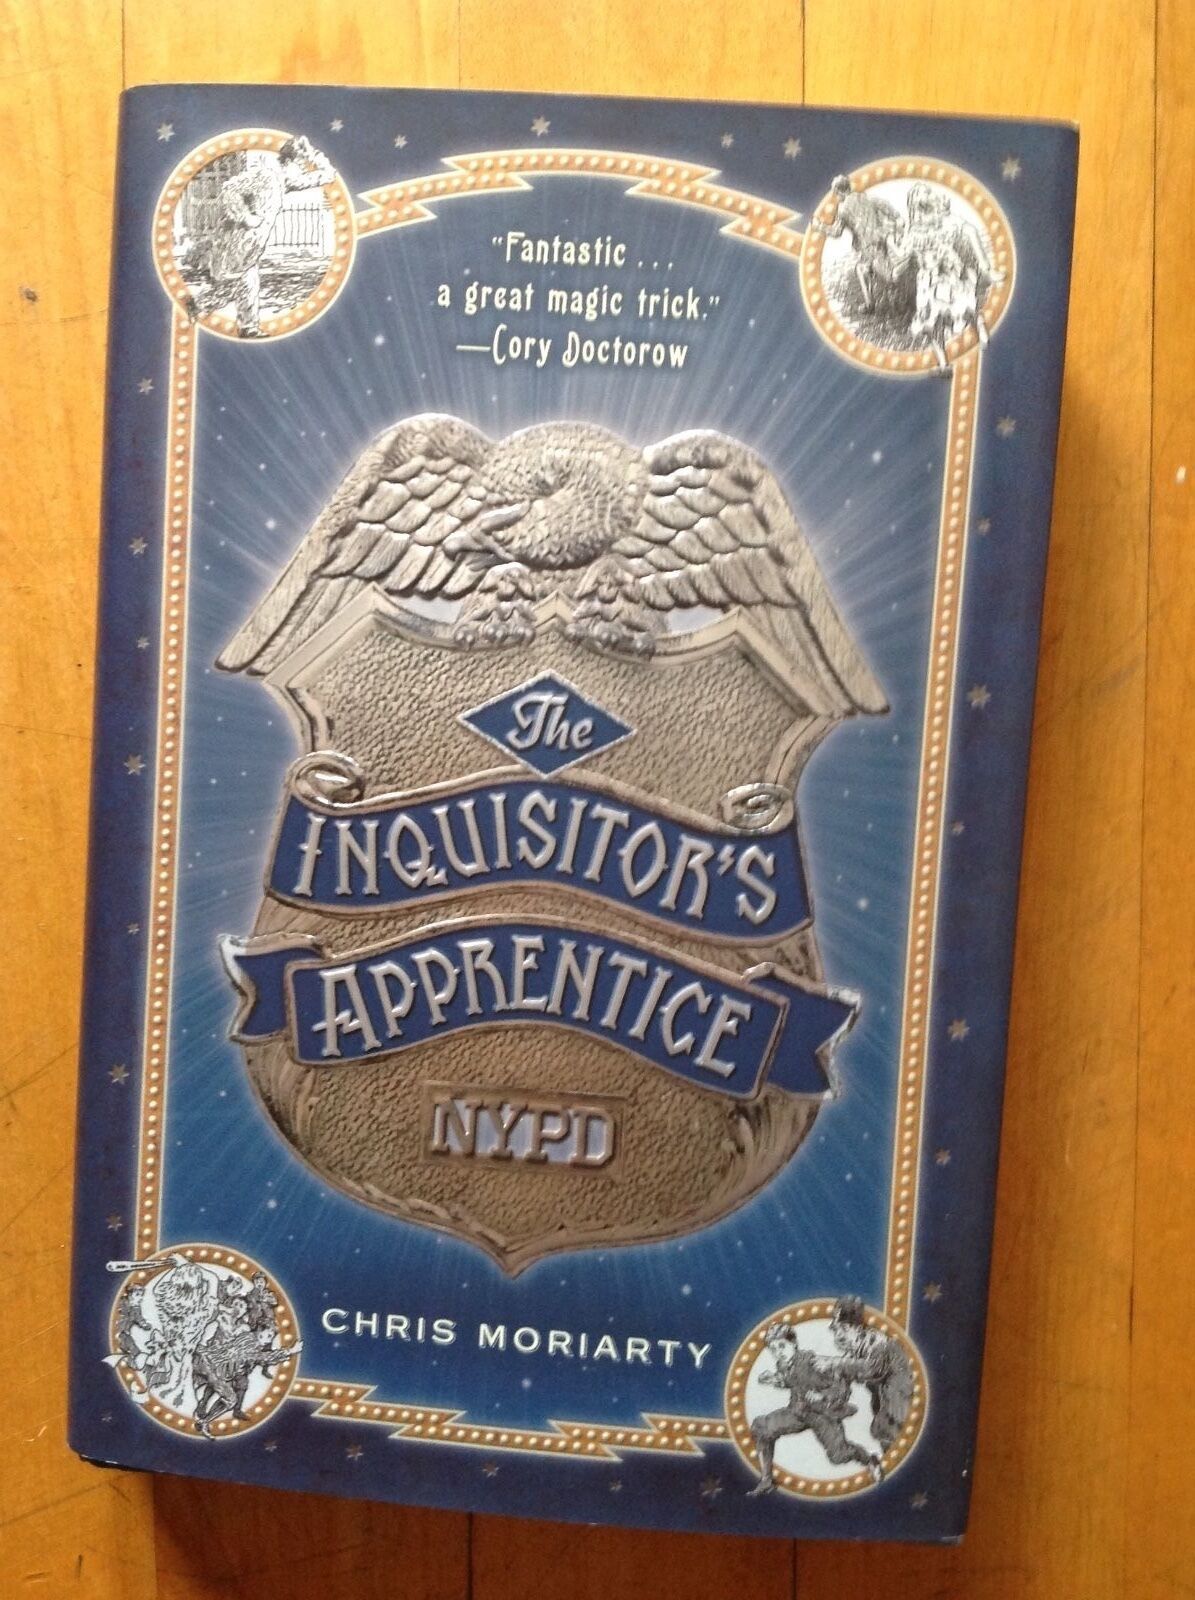 "Fantastic ...
a great magic trick."
—Cory Doctorow
The
INQUISITOR'S
APPRENTICE
NYPD
CHRIS MORIARTY